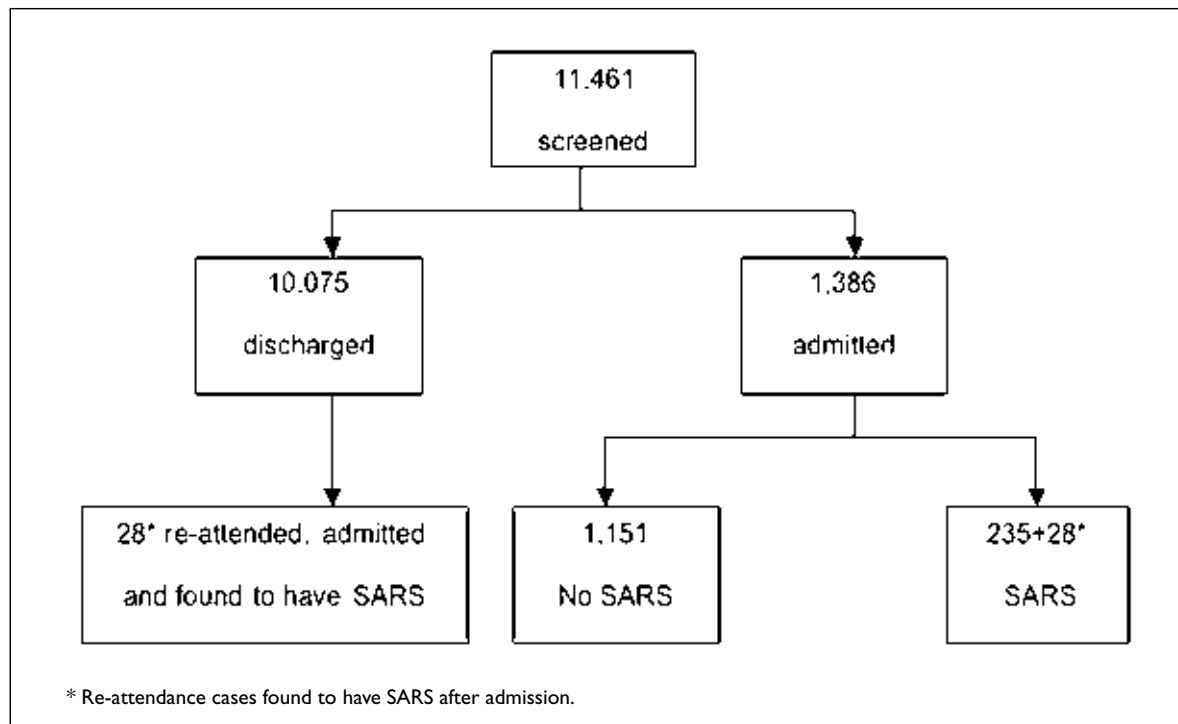 11.461
screened
10.075
discharged
1,386
admitted
28* re-attended, admitted
and found to have SARS
1,151
No SARS
235+28*
SARS
* Re-attendance cases found to have SARS after admission.